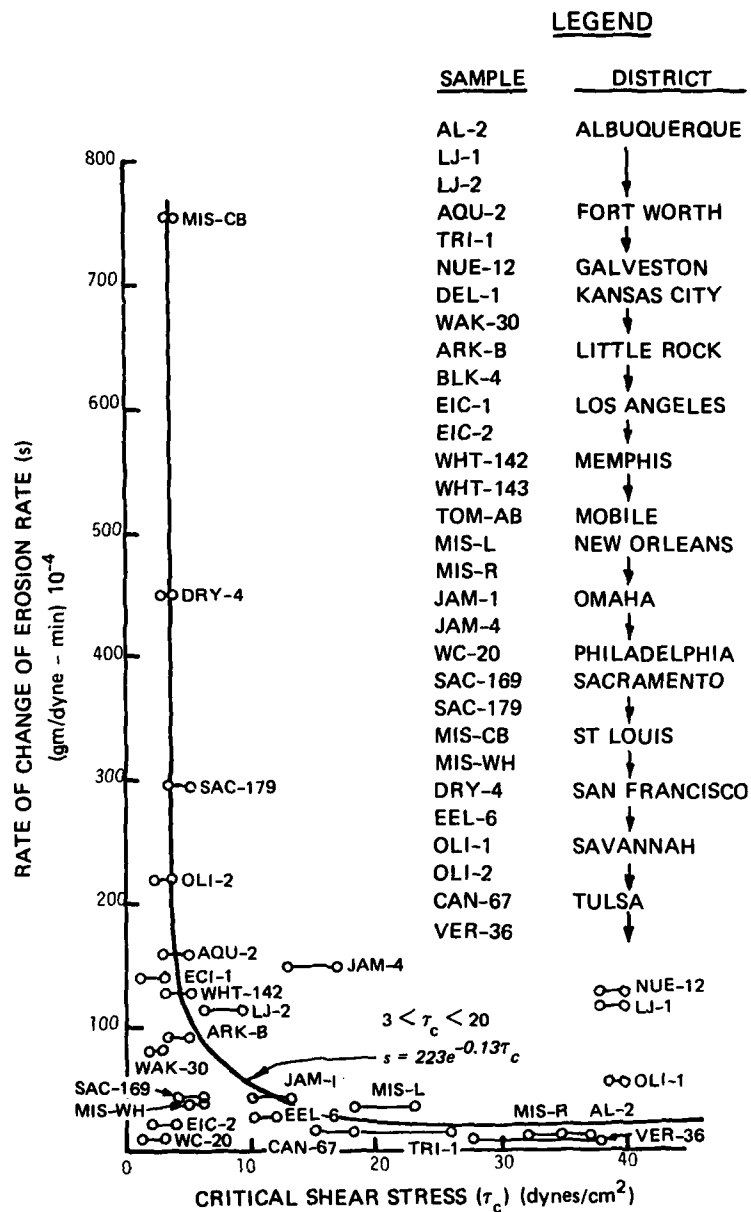 LEGEND
SAMPLE DISTRICT
AL-2 ALBUQUERQUE
LJ-1
LJ-2
AQU-2 FORT WORTH
TRI-1
NUE-12 GALVESTON
DEL-1 KANSAS CITY
WAK-30
ARK-B LITTLE ROCK
BLK-4
EIC-1 LOS ANGELES
EIC-2
WHT-142 MEMPHIS
WHT-143
TOM-AB MOBILE
MIS-L NEW ORLEANS
MIS-R
JAM-1 OMAHA
JAM-4
WC-20 PHILADELPHIA
SAC-169 SACRAMENTO
SAC-179
MIS-CB ST LOUIS
MIS-WH
DRY-4 SAN FRANCISCO
EEL-6
OLI-1 SAVANNAH
OLI-2
CAN-67 TULSA
VER-36
RATE OF CHANGE OF EROSION RATE (s)
(gm/dyne - min) 10⁻⁴
800
700
600
500
400
300
200
100
0
MIS-CB
DRY-4
SAC-179
OLI-2
AQU-2
JAM-4
ECI-1
WHT-142
NUE-12
LJ-2
LJ-1
3 < τc < 20
ARK-B
s = 223e^-0.13τc
WAK-30
OLI-1
SAC-169
JAM-I
MIS-L
MIS-WH
EEL-6
MIS-R AL-2
EIC-2
WC-20
CAN-67
TRI-1
VER-36
0 10 20 30 40
CRITICAL SHEAR STRESS (τc) (dynes/cm²)